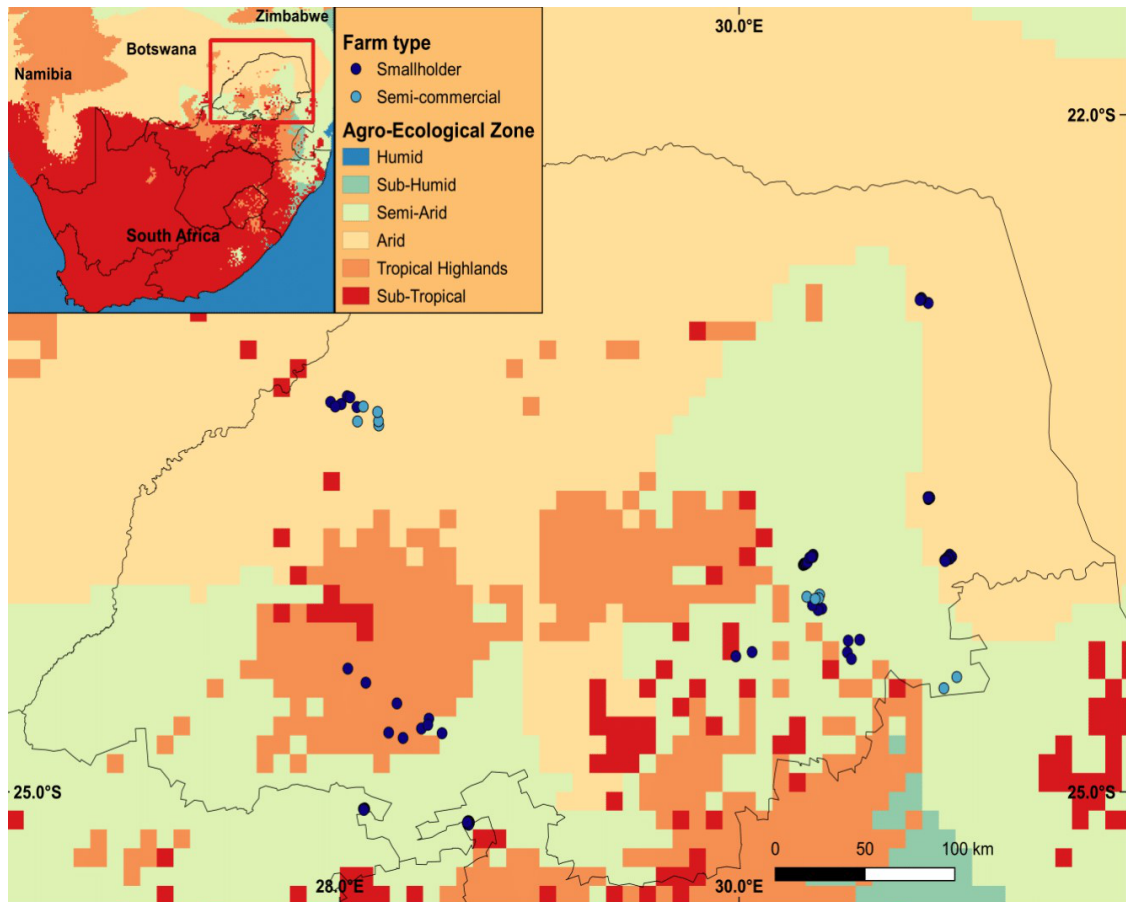 Zimbabwe
Botswana
Namibia
South Africa
Farm type
Smallholder
Semi-commercial
Agro-Ecological Zone
Humid
Sub-Humid
Semi-Arid
Arid
Tropical Highlands
Sub-Tropical
30.0°E
22.0°S
25.0°S
25.0°S
28.0°E
30.0°E
0 50 100 km